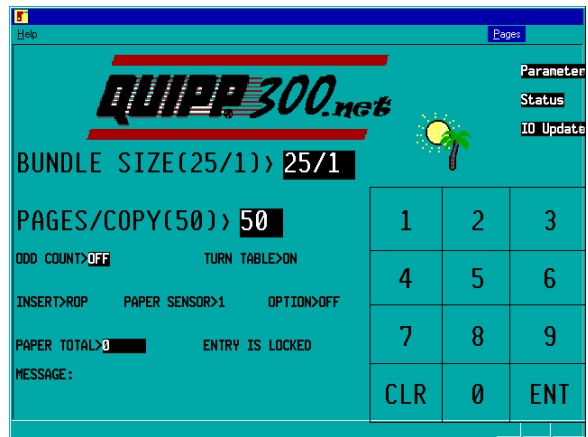 Help Pages
QUIPP 300.net
Parameter
Status
IO Update
BUNDLE SIZE(25/1)> 25/1
PAGES/COPY(50)> 50
ODD COUNT>OFF TURN TABLE>ON
INSERT>ROP PAPER SENSOR>1 OPTION>OFF
PAPER TOTAL>0 ENTRY IS LOCKED
MESSAGE:
1 2 3
4 5 6
7 8 9
CLR 0 ENT